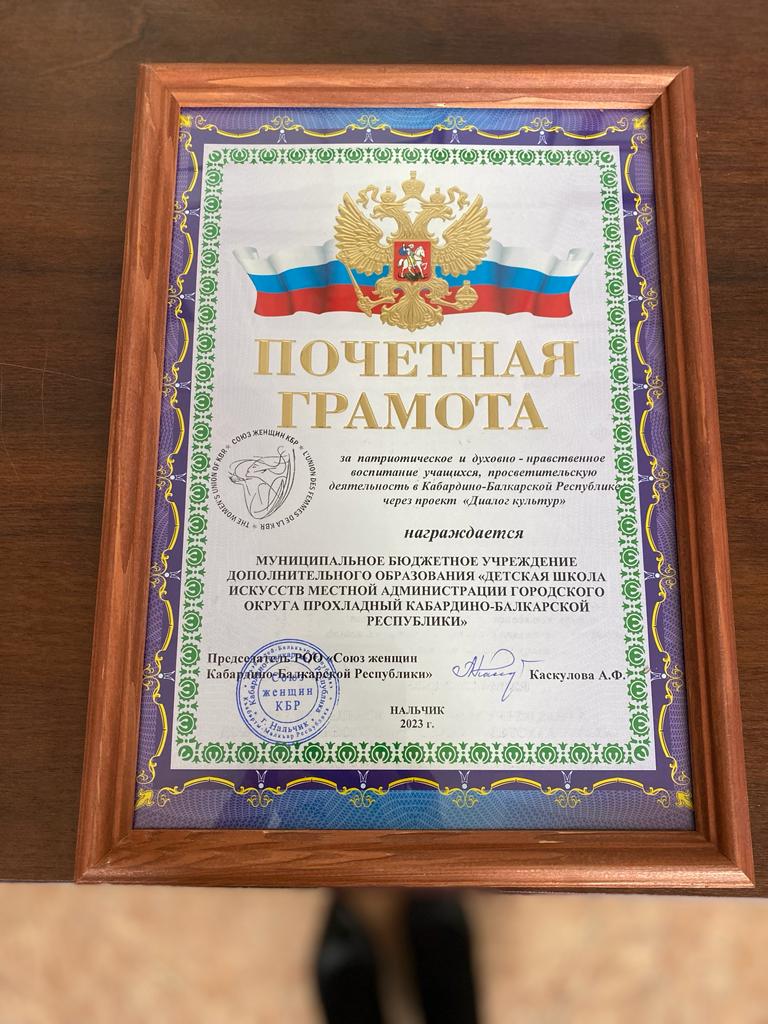 ПОЧЕТНАЯ
ГРАМОТА
СОЮЗ ЖЕНЩИН КБР * L'UNION DES FEMMES DE LA KBR * THE WOMEN'S UNION OF KBR *
за патриотическое и духовно - нравственное
воспитание учащихся, просветительскую
деятельность в Кабардино-Балкарской Республике
через проект «Диалог культур»
награждается
МУНИЦИПАЛЬНОЕ БЮДЖЕТНОЕ УЧРЕЖДЕНИЕ
ДОПОЛНИТЕЛЬНОГО ОБРАЗОВАНИЯ «ДЕТСКАЯ ШКОЛА
ИСКУССТВ МЕСТНОЙ АДМИНИСТРАЦИИ ГОРОДСКОГО
ОКРУГА ПРОХЛАДНЫЙ КАБАРДИНО-БАЛКАРСКОЙ
РЕСПУБЛИКИ»
Председатель РОО «Союз женщин
Кабардино-Балкарской Республики»
Каскулова А.Ф.
Союз
женщин
КБР
г. Нальчик
НАЛЬЧИК
2023 г.